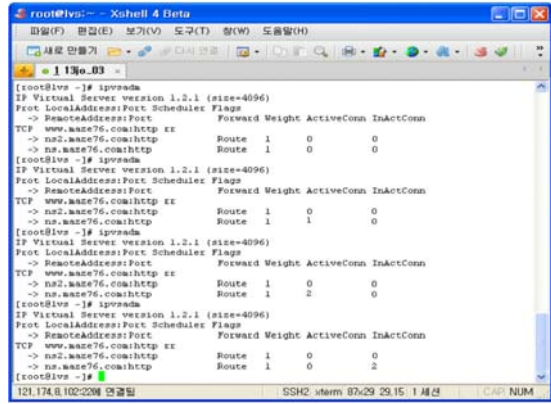 root@lvs:~ - Xshell 4 Beta
파일(F) 편집(E) 보기(V) 도구(T) 창(W) 도움말(H)
새로 만들기 다시 연결
1 13jo_03
[root@lvs ~]# ipvsadm
IP Virtual Server version 1.2.1 (size=4096)
Prot LocalAddress:Port Scheduler Flags
-> RemoteAddress:Port Forward Weight ActiveConn InActConn
TCP www.maze76.com:http rr
-> ns2.maze76.com:http Route 1 0 0
-> ns.maze76.com:http Route 1 0 0
[root@lvs ~]# ipvsadm
IP Virtual Server version 1.2.1 (size=4096)
Prot LocalAddress:Port Scheduler Flags
-> RemoteAddress:Port Forward Weight ActiveConn InActConn
TCP www.maze76.com:http rr
-> ns2.maze76.com:http Route 1 0 0
-> ns.maze76.com:http Route 1 1 0
[root@lvs ~]# ipvsadm
IP Virtual Server version 1.2.1 (size=4096)
Prot LocalAddress:Port Scheduler Flags
-> RemoteAddress:Port Forward Weight ActiveConn InActConn
TCP www.maze76.com:http rr
-> ns2.maze76.com:http Route 1 0 0
-> ns.maze76.com:http Route 1 2 0
[root@lvs ~]# ipvsadm
IP Virtual Server version 1.2.1 (size=4096)
Prot LocalAddress:Port Scheduler Flags
-> RemoteAddress:Port Forward Weight ActiveConn InActConn
TCP www.maze76.com:http rr
-> ns2.maze76.com:http Route 1 0 0
-> ns.maze76.com:http Route 1 0 2
[root@lvs ~]#
121.174.8.102:22에 연결됨 SSH2 xterm 87x29 29,15 1 세션 CAP NUM